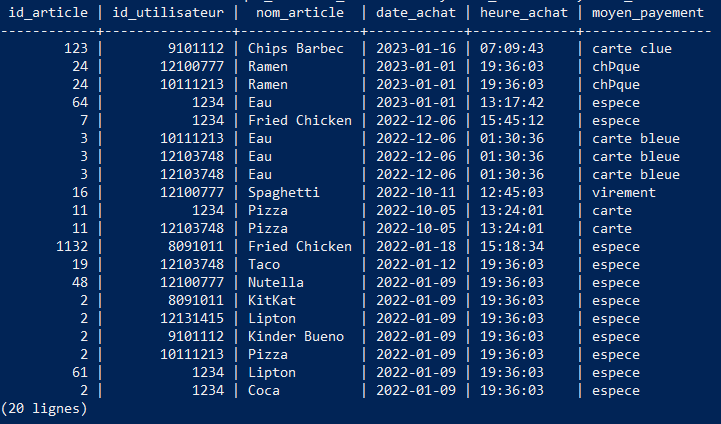 id_article | id_utilisateur | nom_article | date_achat | heure_achat | moyen_payement
------------+----------------+---------------+------------+-------------+----------------
123 | 9101112 | Chips Barbec | 2023-01-16 | 07:09:43 | carte clue
24 | 12100777 | Ramen | 2023-01-01 | 19:36:03 | chÞque
24 | 10111213 | Ramen | 2023-01-01 | 19:36:03 | chÞque
64 | 1234 | Eau | 2023-01-01 | 13:17:42 | espece
7 | 1234 | Fried Chicken | 2022-12-06 | 15:45:12 | espece
3 | 10111213 | Eau | 2022-12-06 | 01:30:36 | carte bleue
3 | 12103748 | Eau | 2022-12-06 | 01:30:36 | carte bleue
3 | 12103748 | Eau | 2022-12-06 | 01:30:36 | carte bleue
16 | 12100777 | Spaghetti | 2022-10-11 | 12:45:03 | virement
11 | 1234 | Pizza | 2022-10-05 | 13:24:01 | carte
11 | 12103748 | Pizza | 2022-10-05 | 13:24:01 | carte
1132 | 8091011 | Fried Chicken | 2022-01-18 | 15:18:34 | espece
19 | 12103748 | Taco | 2022-01-12 | 19:36:03 | espece
48 | 12100777 | Nutella | 2022-01-09 | 19:36:03 | espece
2 | 8091011 | KitKat | 2022-01-09 | 19:36:03 | espece
2 | 12131415 | Lipton | 2022-01-09 | 19:36:03 | espece
2 | 9101112 | Kinder Bueno | 2022-01-09 | 19:36:03 | espece
2 | 10111213 | Pizza | 2022-01-09 | 19:36:03 | espece
61 | 1234 | Lipton | 2022-01-09 | 19:36:03 | espece
2 | 1234 | Coca | 2022-01-09 | 19:36:03 | espece
(20 lignes)